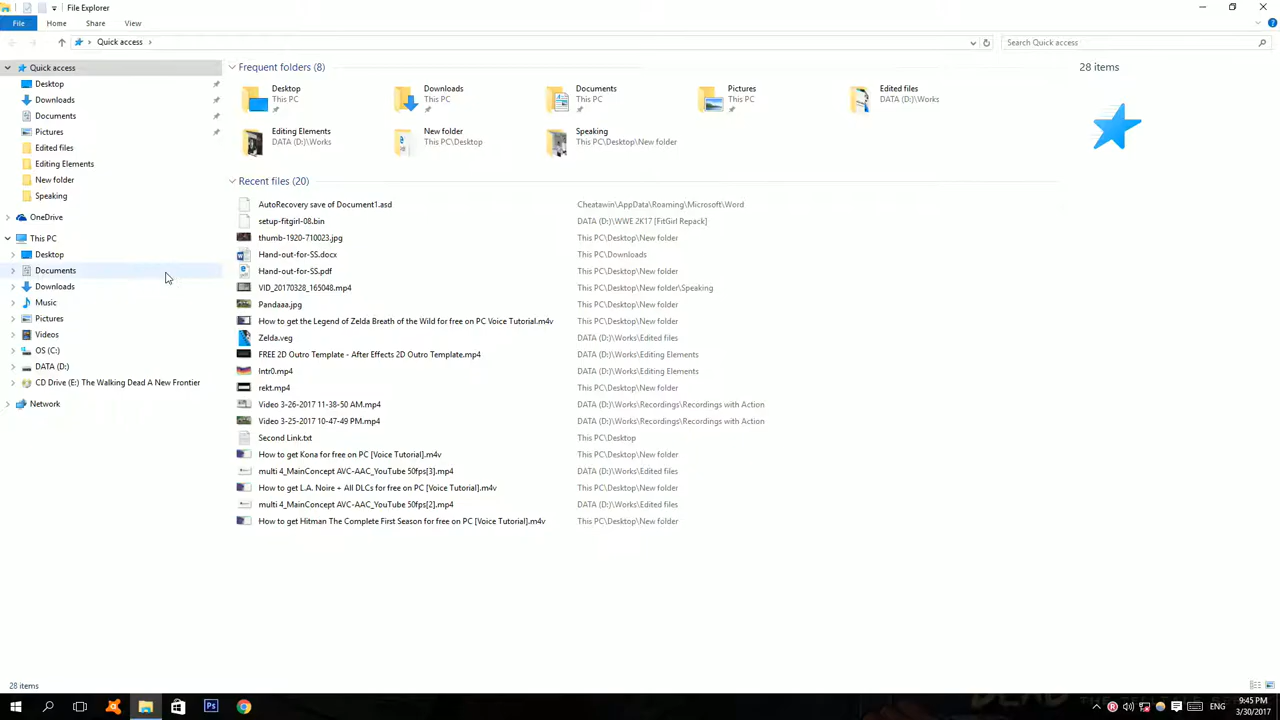 File Explorer
File Home Share View
Quick access
Search Quick access
Quick access
Desktop
Downloads
Documents
Pictures
Edited files
Editing Elements
New folder
Speaking
OneDrive
This PC
Desktop
Documents
Downloads
Music
Pictures
Videos
OS (C:)
DATA (D:)
CD Drive (E:) The Walking Dead A New Frontier
Network
Frequent folders (8)
Desktop
This PC
Downloads
This PC
Documents
This PC
Pictures
This PC
Edited files
DATA (D:)\Works
Editing Elements
DATA (D:)\Works
New folder
This PC\Desktop
Speaking
This PC\Desktop\New folder
Recent files (20)
AutoRecovery save of Document1.asd Cheatawin\AppData\Roaming\Microsoft\Word
setup-fitgirl-08.bin DATA (D:)\WWE 2K17 [FitGirl Repack]
thumb-1920-710023.jpg This PC\Desktop\New folder
Hand-out-for-SS.docx This PC\Downloads
Hand-out-for-SS.pdf This PC\Desktop\New folder
VID_20170328_165048.mp4 This PC\Desktop\New folder\Speaking
Pandaaa.jpg This PC\Desktop\New folder
How to get the Legend of Zelda Breath of the Wild for free on PC Voice Tutorial.m4v This PC\Desktop\New folder
Zelda.veg DATA (D:)\Works\Edited files
FREE 2D Outro Template - After Effects 2D Outro Template.mp4 DATA (D:)\Works\Editing Elements
Intr0.mp4 DATA (D:)\Works\Editing Elements
rekt.mp4 This PC\Desktop\New folder
Video 3-26-2017 11-38-50 AM.mp4 DATA (D:)\Works\Recordings\Recordings with Action
Video 3-25-2017 10-47-49 PM.mp4 DATA (D:)\Works\Recordings\Recordings with Action
Second Link.txt This PC\Desktop
How to get Kona for free on PC [Voice Tutorial].m4v This PC\Desktop\New folder
multi 4_MainConcept AVC-AAC_YouTube 50fps[3].mp4 DATA (D:)\Works\Edited files
How to get L.A. Noire + All DLCs for free on PC [Voice Tutorial].m4v This PC\Desktop\New folder
multi 4_MainConcept AVC-AAC_YouTube 50fps[2].mp4 DATA (D:)\Works\Edited files
How to get Hitman The Complete First Season for free on PC [Voice Tutorial].m4v This PC\Desktop\New folder
28 items
28 items
Ps
ENG
9:45 PM
3/30/2017